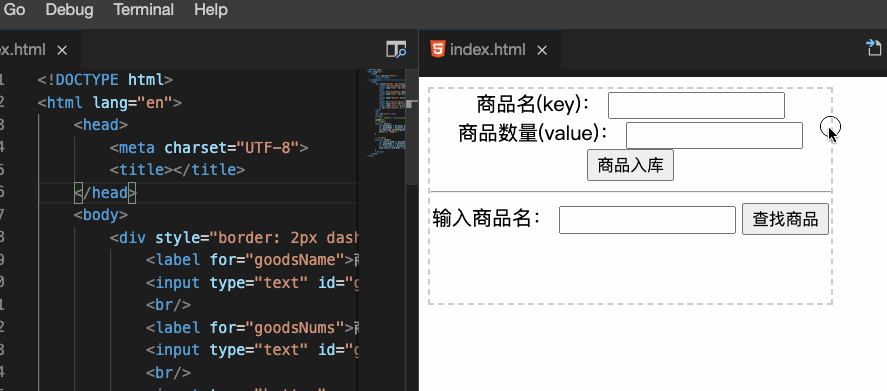 Go Debug Terminal Help
ex.html ×
index.html ×
<!DOCTYPE html>
2 <html lang="en">
3 <head>
4 <meta charset="UTF-8">
5 <title></title>
6 </head>
7 <body>
8 <div style="border: 2px dash
9 <label for="goodsName">
0 <input type="text" id="g
1 <br/>
2 <label for="goodsNums">
3 <input type="text" id="g
4 <br/>
商品名(key)：
商品数量(value)：
商品入库
输入商品名： 查找商品